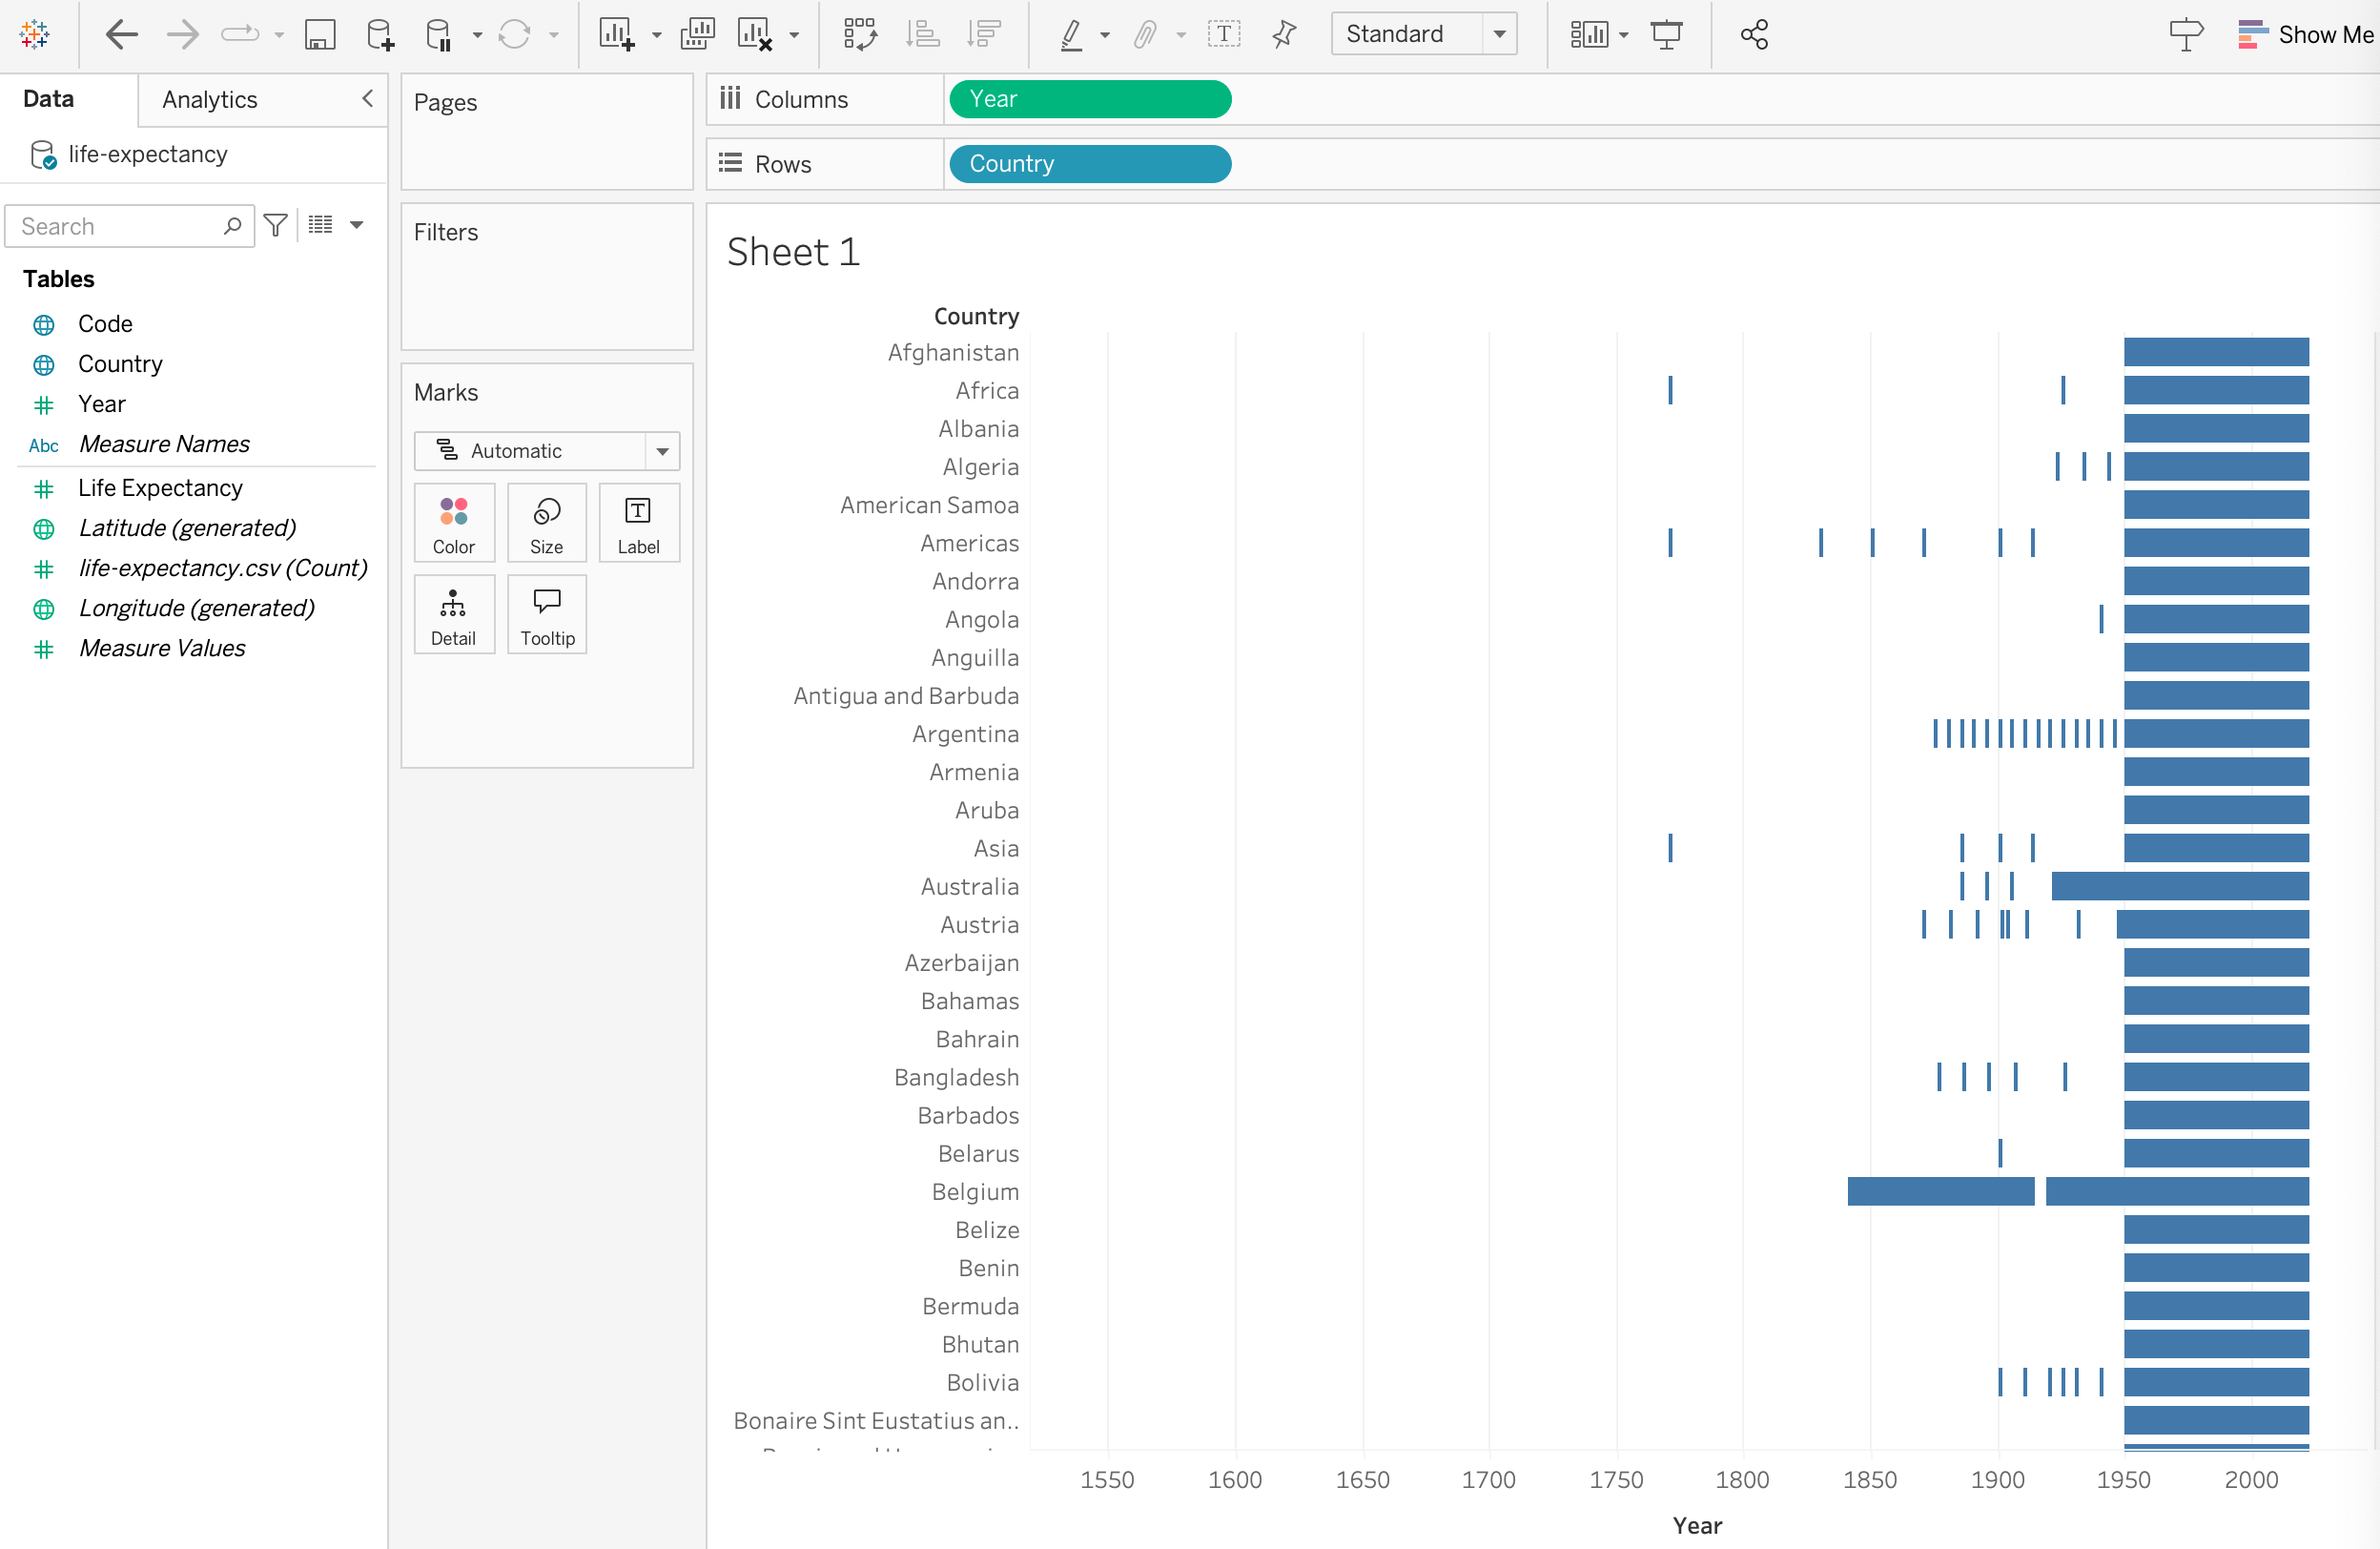 Standard
Show Me
Data
Analytics
life-expectancy
Search
Tables
Code
Country
Year
Abc Measure Names
Life Expectancy
Latitude (generated)
life-expectancy.csv (Count)
Longitude (generated)
Measure Values
Pages
Filters
Marks
Automatic
Color
Size
Label
Detail
Tooltip
Columns
Year
Rows
Country
Sheet 1
Country
Afghanistan
Africa
Albania
Algeria
American Samoa
Americas
Andorra
Angola
Anguilla
Antigua and Barbuda
Argentina
Armenia
Aruba
Asia
Australia
Austria
Azerbaijan
Bahamas
Bahrain
Bangladesh
Barbados
Belarus
Belgium
Belize
Benin
Bermuda
Bhutan
Bolivia
Bonaire Sint Eustatius an..
1550 1600 1650 1700 1750 1800 1850 1900 1950 2000
Year